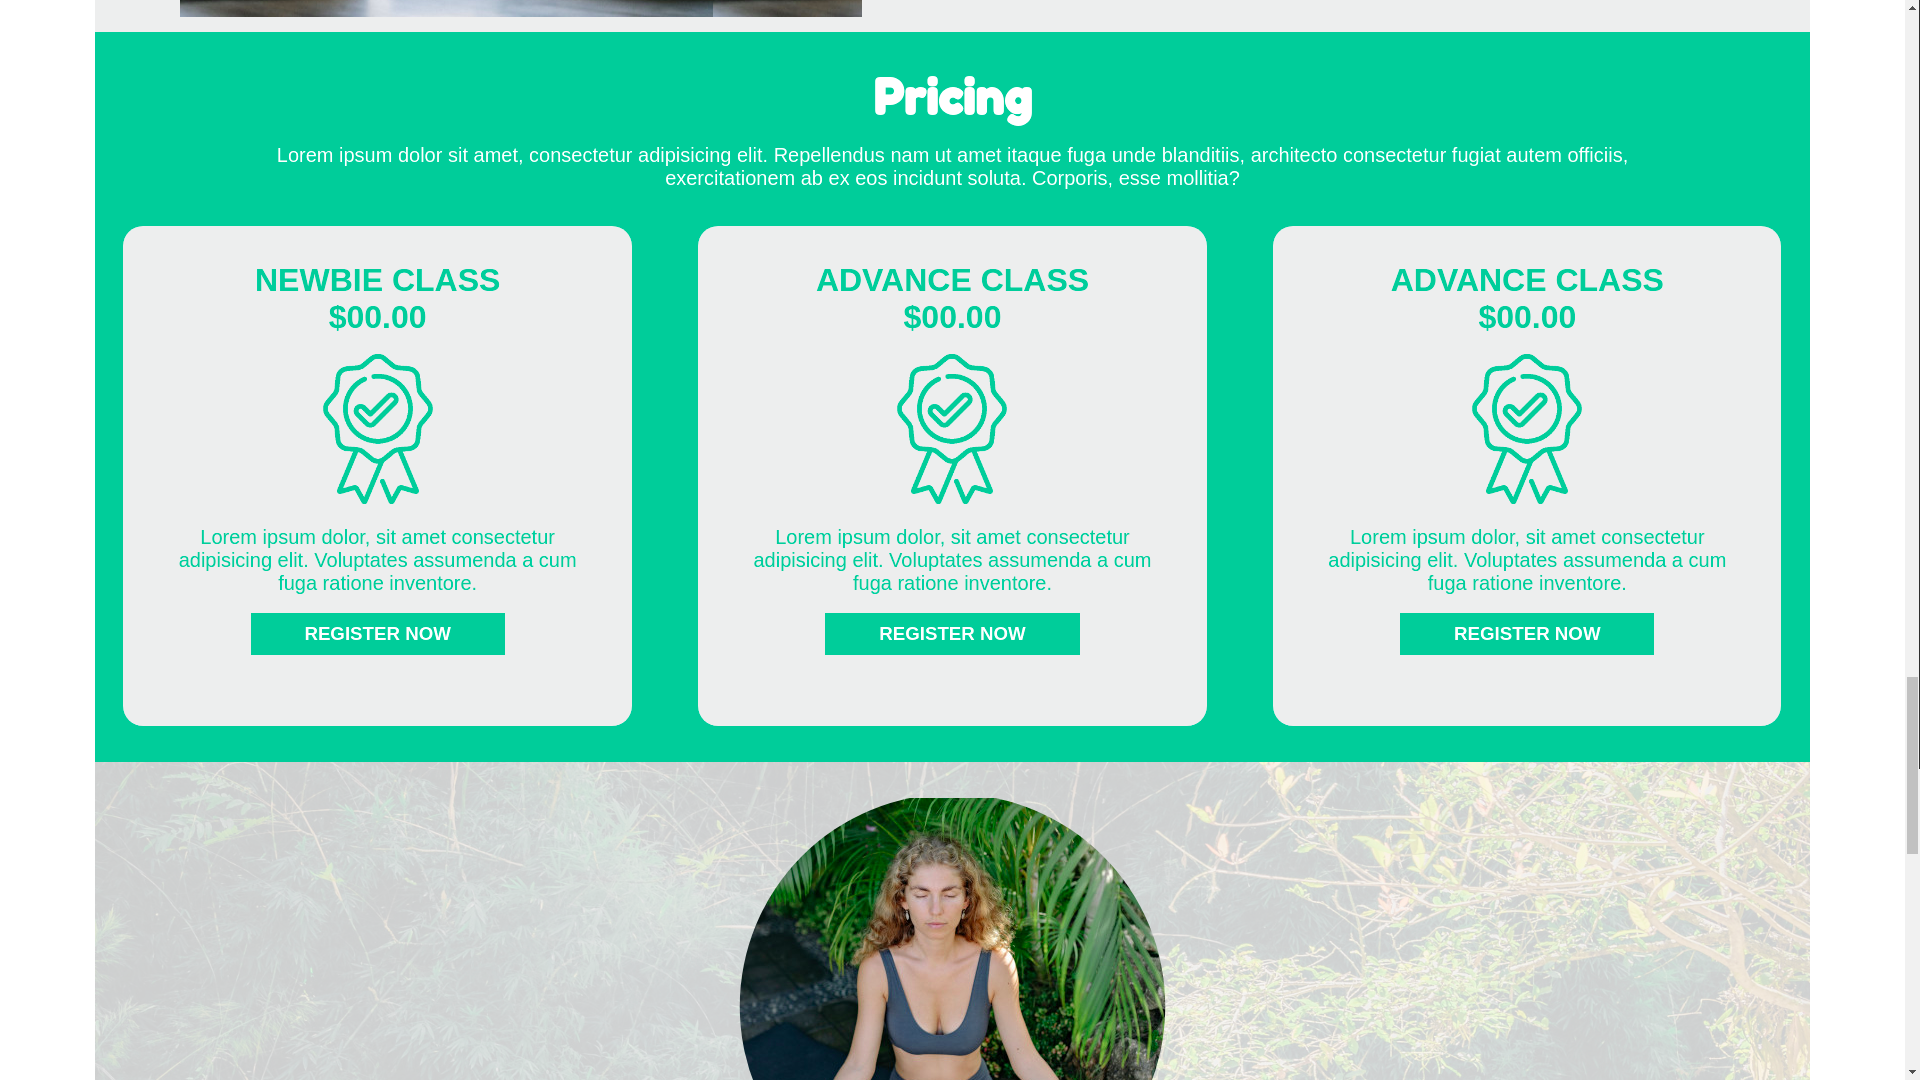 Pricing
Lorem ipsum dolor sit amet, consectetur adipisicing elit. Repellendus nam ut amet itaque fuga unde blanditiis, architecto consectetur fugiat autem officiis,
exercitationem ab ex eos incidunt soluta. Corporis, esse mollitia?
NEWBIE CLASS
$00.00
Lorem ipsum dolor, sit amet consectetur
adipisicing elit. Voluptates assumenda a cum
fuga ratione inventore.
REGISTER NOW
ADVANCE CLASS
$00.00
Lorem ipsum dolor, sit amet consectetur
adipisicing elit. Voluptates assumenda a cum
fuga ratione inventore.
REGISTER NOW
ADVANCE CLASS
$00.00
Lorem ipsum dolor, sit amet consectetur
adipisicing elit. Voluptates assumenda a cum
fuga ratione inventore.
REGISTER NOW